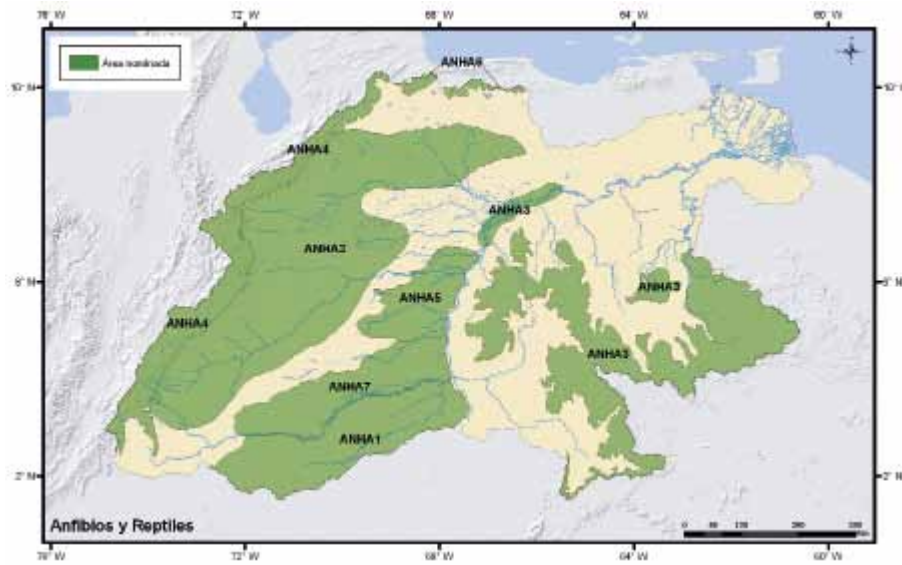 76° W 72° W 68° W 64° W 60° W
Área nominada
ANHA6
10° N 10° N
ANHA4
ANHA3
ANHA2
6° N 6° N
ANHA5
ANHA4
ANHA3
ANHA7
ANHA1
2° N 2° N
Anfibios y Reptiles
76° W 72° W 68° W 64° W 60° W